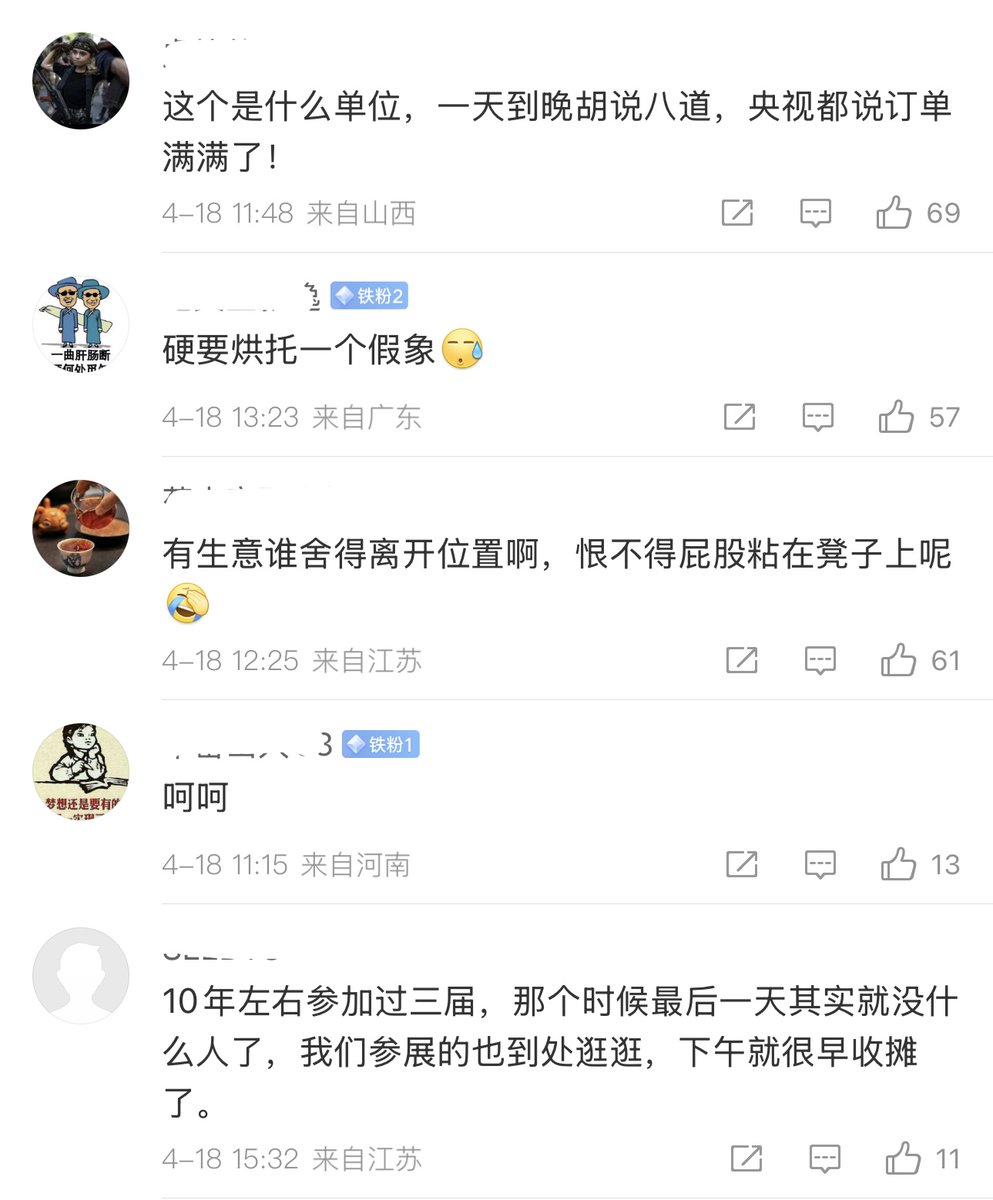 这个是什么单位，一天到晚胡说八道，央视都说订单
满满了！
4-18 11:48 来自山西
69
铁粉2
硬要烘托一个假象
一曲肝肠断
4-18 13:23 来自广东
57
有生意谁舍得离开位置啊，恨不得屁股粘在凳子上呢
4-18 12:25 来自江苏
61
3 铁粉1
呵呵
梦想还是要有的
4-18 11:15 来自河南
13
10年左右参加过三届，那个时候最后一天其实就没什
么人了，我们参展的也到处逛逛，下午就很早收摊
了。
4-18 15:32 来自江苏
11